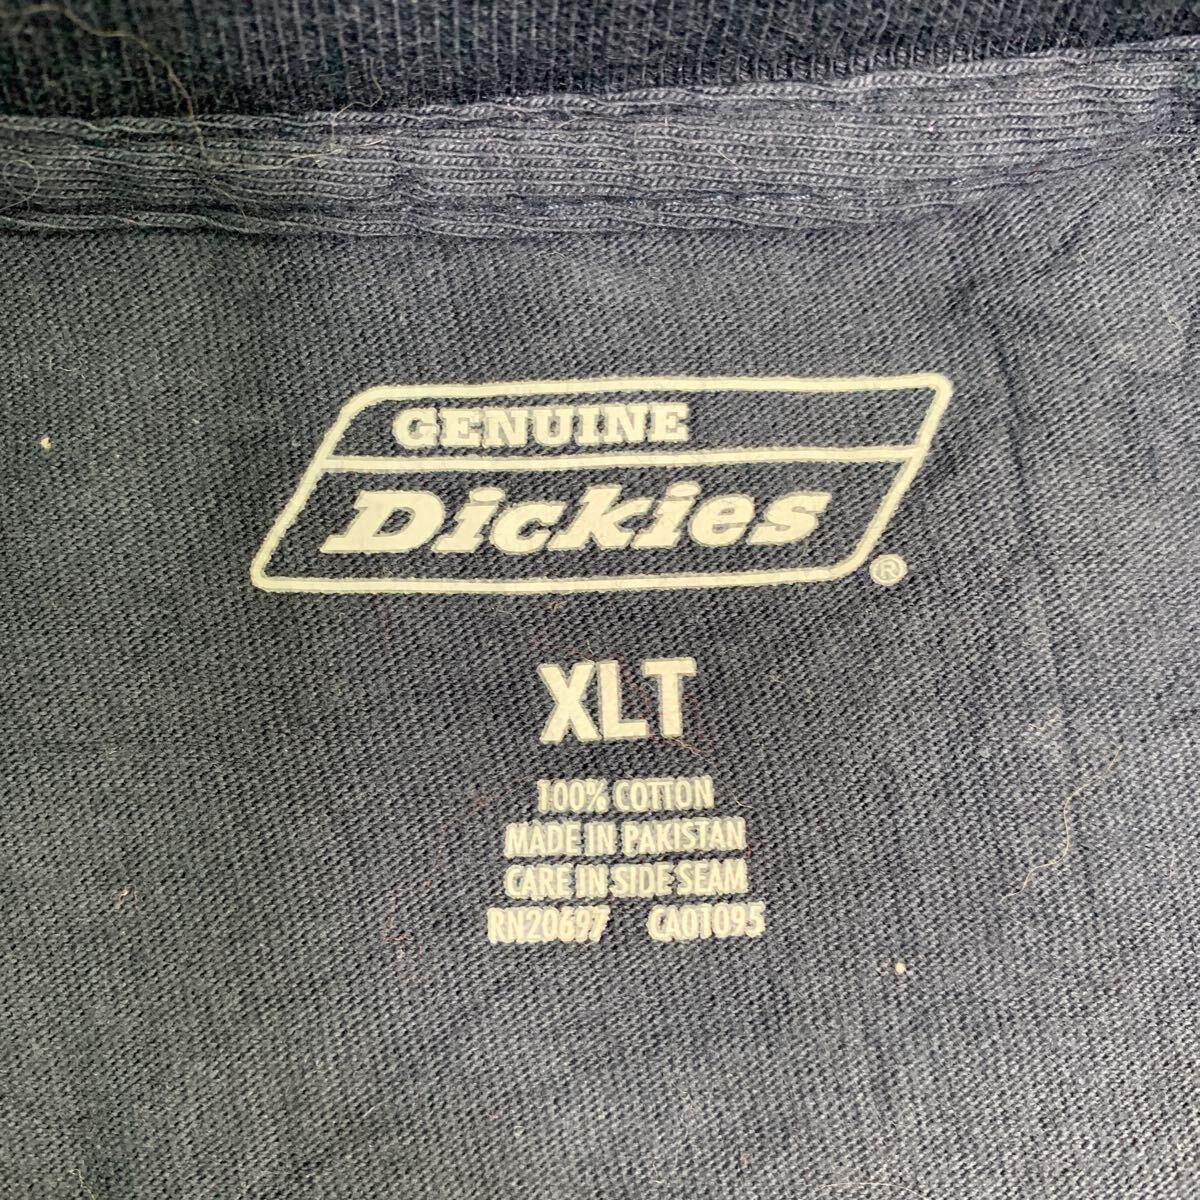 GENUINE
Dickies
®
XLT
100% COTTON
MADE IN PAKISTAN
CARE IN SIDE SEAM
RN20697 CA01095